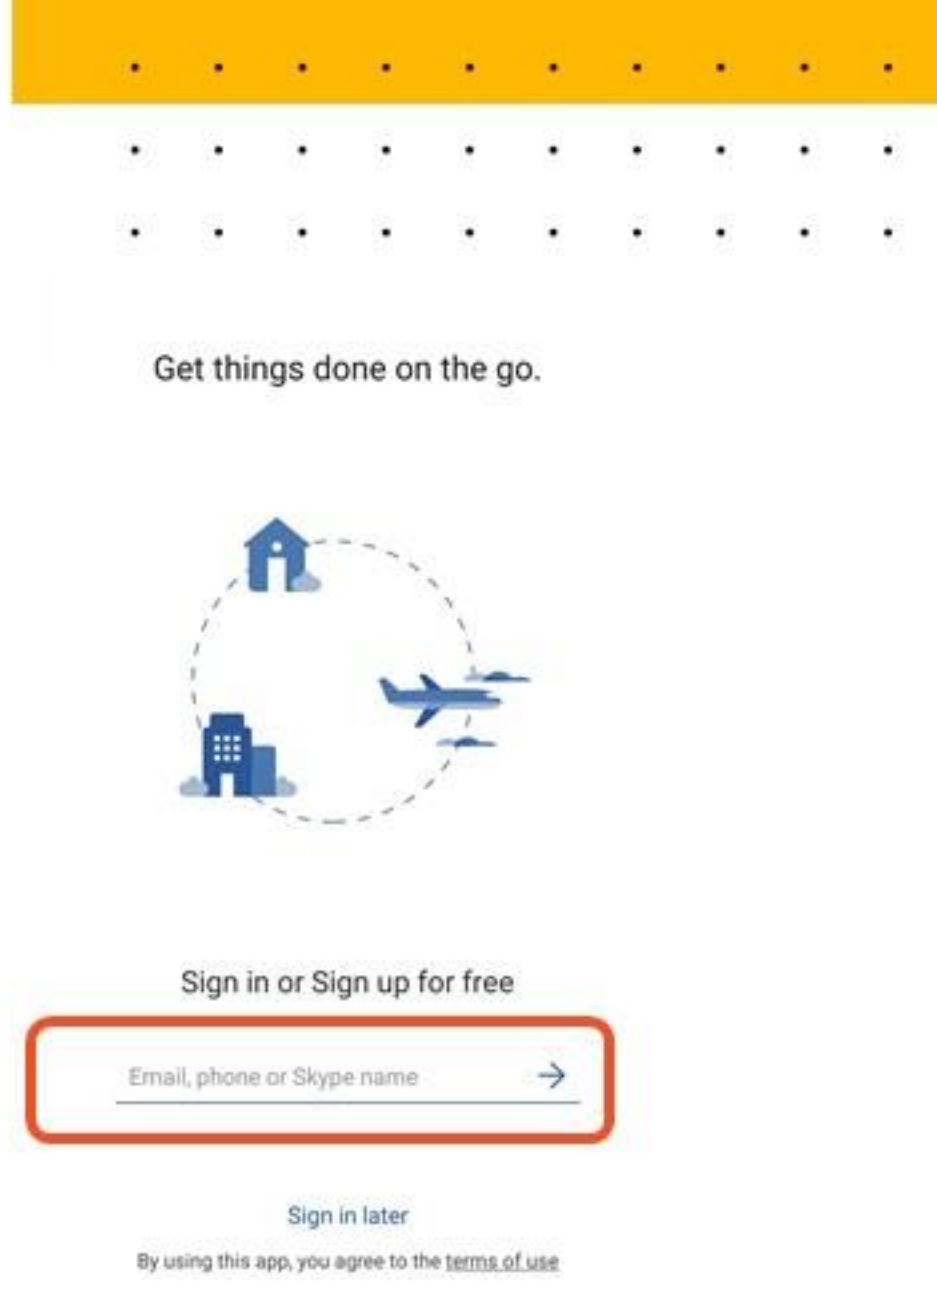 Get things done on the go.
Sign in or Sign up for free
Email, phone or Skype name
Sign in later
By using this app, you agree to the terms of use